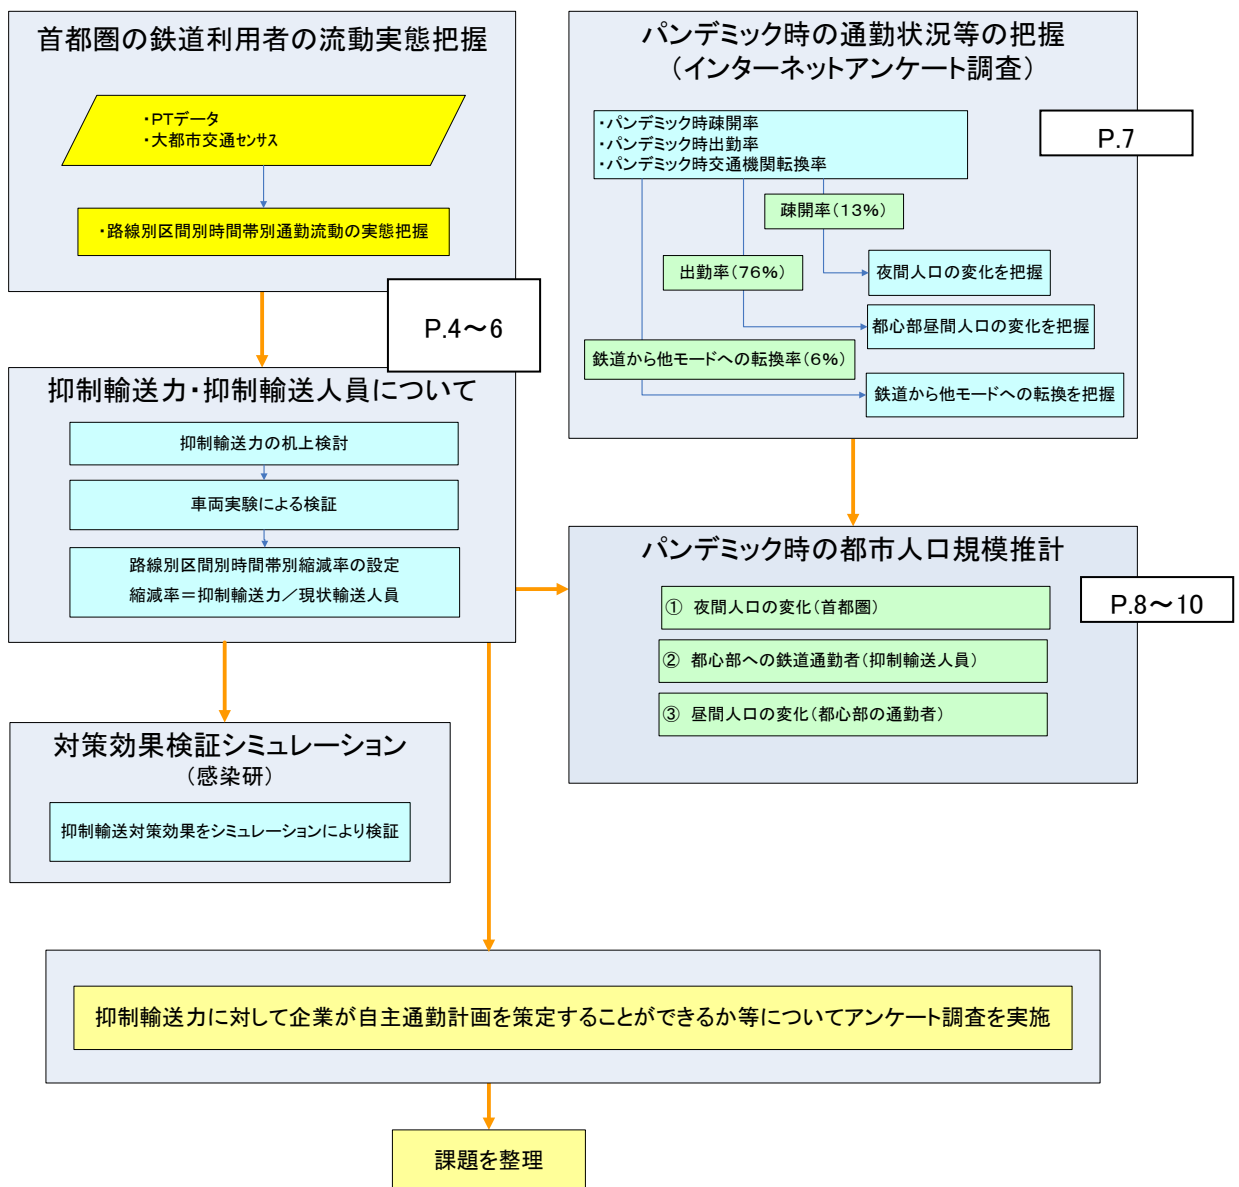 首都圏の鉄道利用者の流動実態把握
・PTデータ
・大都市交通ｾﾝｻｽ
・路線別区間別時間帯別通勤流動の実態把握
P.4～6
抑制輸送力・抑制輸送人員について
抑制輸送力の机上検討
車両実験による検証
路線別区間別時間帯別縮減率の設定
縮減率＝抑制輸送力／現状輸送人員
対策効果検証シミュレーション
（感染研）
抑制輸送対策効果をシミュレーションにより検証
パンデミック時の通勤状況等の把握
（インターネットアンケート調査）
P.7
・パンデミック時疎開率
・パンデミック時出勤率
・パンデミック時交通機関転換率
疎開率（13%）
出勤率（76%）
夜間人口の変化を把握
都心部昼間人口の変化を把握
鉄道から他モードへの転換率（6%）
鉄道から他モードへの転換を把握
パンデミック時の都市人口規模推計
P.8～10
① 夜間人口の変化（首都圏）
② 都心部への鉄道通勤者（抑制輸送人員）
③ 昼間人口の変化（都心部の通勤者）
抑制輸送力に対して企業が自主通勤計画を策定することができるか等についてアンケート調査を実施
課題を整理